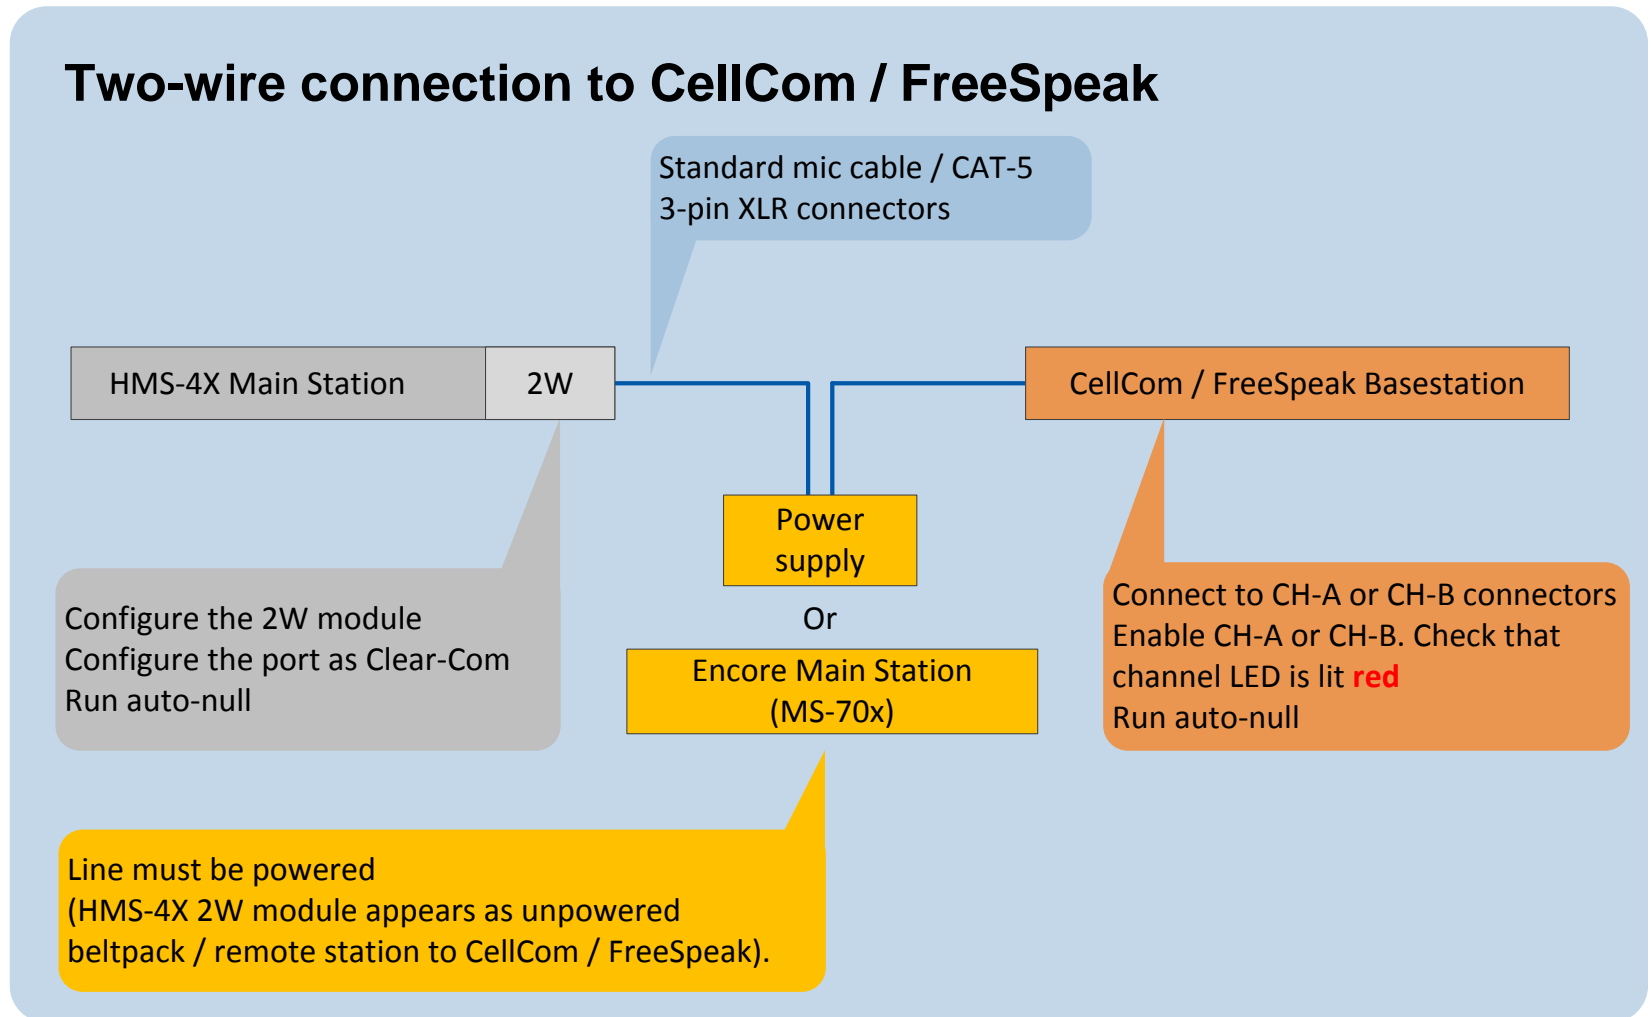 Two-wire connection to CellCom / FreeSpeak
Standard mic cable / CAT-5
3-pin XLR connectors
HMS-4X Main Station
2W
CellCom / FreeSpeak Basestation
Power
supply
Or
Encore Main Station
(MS-70x)
Configure the 2W module
Configure the port as Clear-Com
Run auto-null
Connect to CH-A or CH-B connectors
Enable CH-A or CH-B. Check that
channel LED is lit red
Run auto-null
Line must be powered
(HMS-4X 2W module appears as unpowered
beltpack / remote station to CellCom / FreeSpeak).